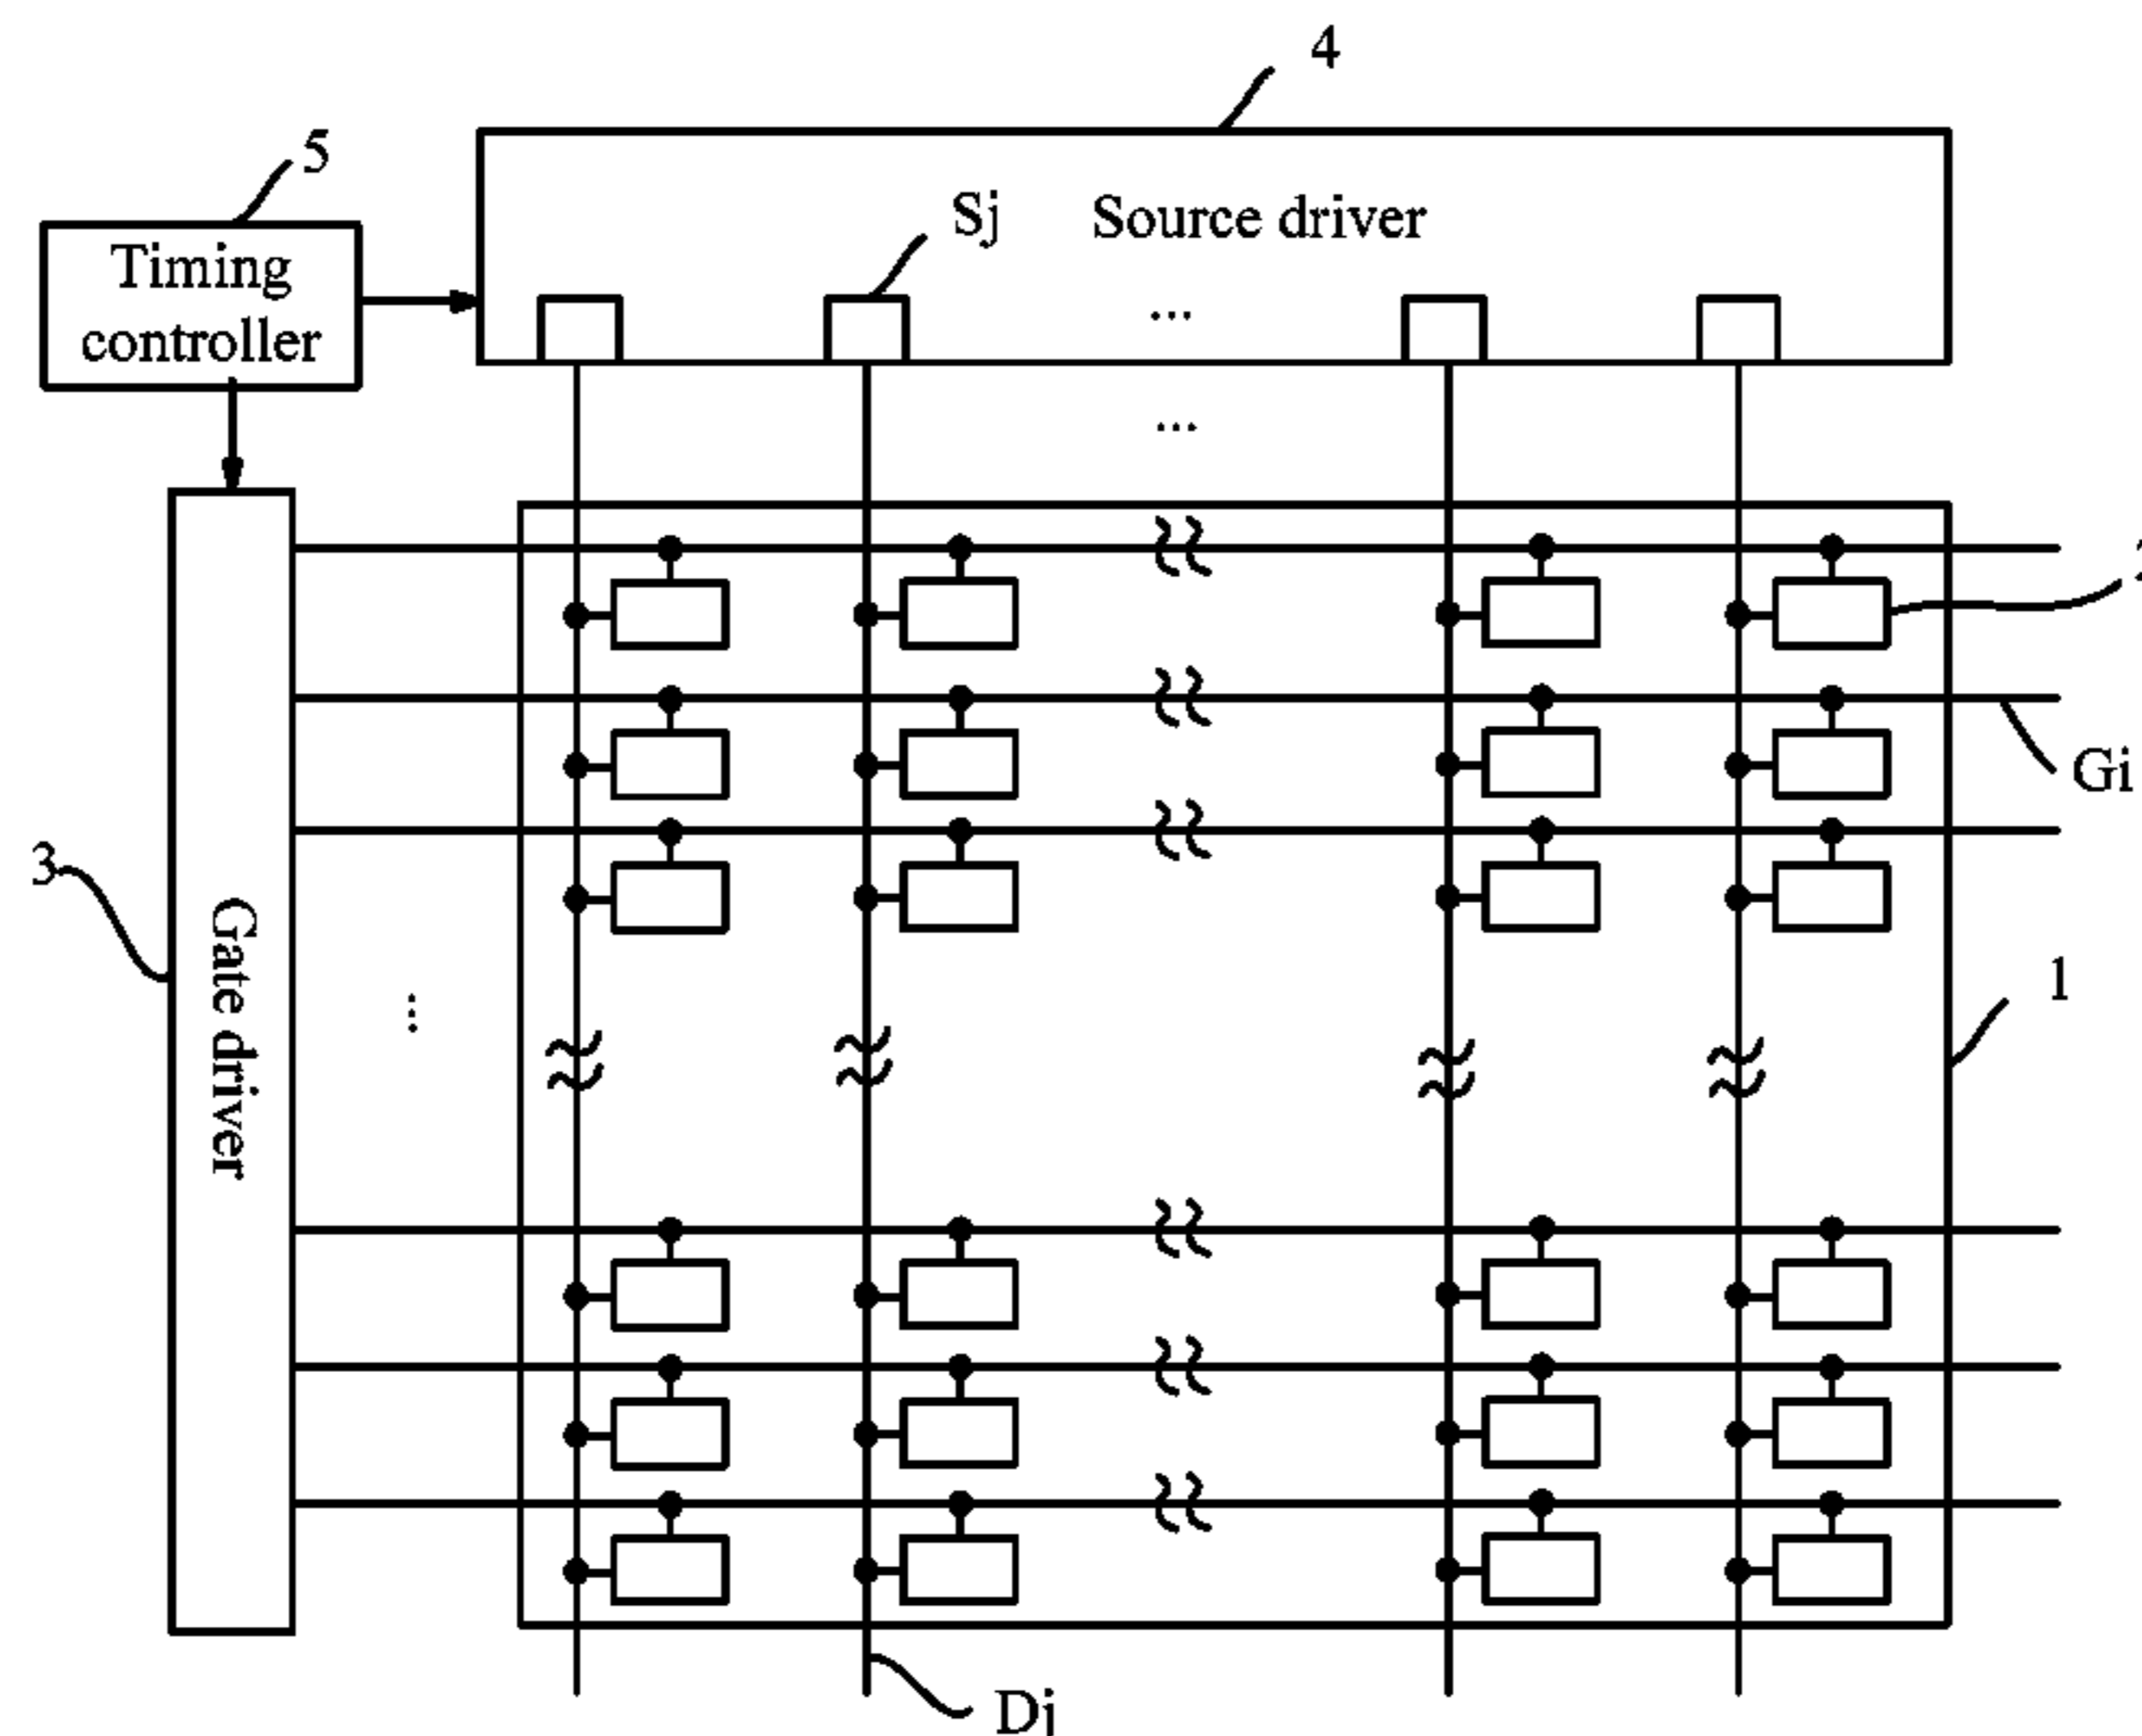 4
5
Timing
controller
Sj
Source driver
...
...
Gi
3
Gate driver
...
1
Dj